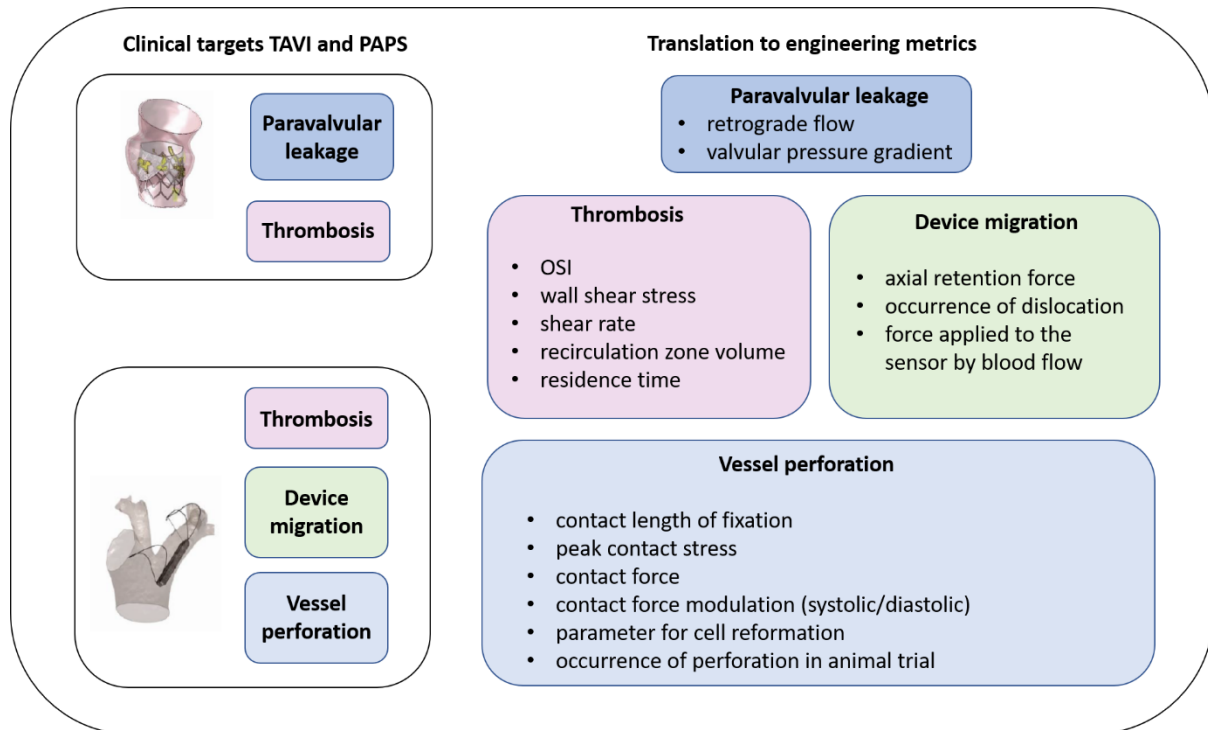 Clinical targets TAVI and PAPS
Paravalvular
leakage
Thrombosis
Thrombosis
Device
migration
Vessel
perforation
Translation to engineering metrics
Paravalvular leakage
• retrograde flow
• valvular pressure gradient
Thrombosis
• OSI
• wall shear stress
• shear rate
• recirculation zone volume
• residence time
Device migration
• axial retention force
• occurrence of dislocation
• force applied to the
sensor by blood flow
Vessel perforation
• contact length of fixation
• peak contact stress
• contact force
• contact force modulation (systolic/diastolic)
• parameter for cell reformation
• occurrence of perforation in animal trial